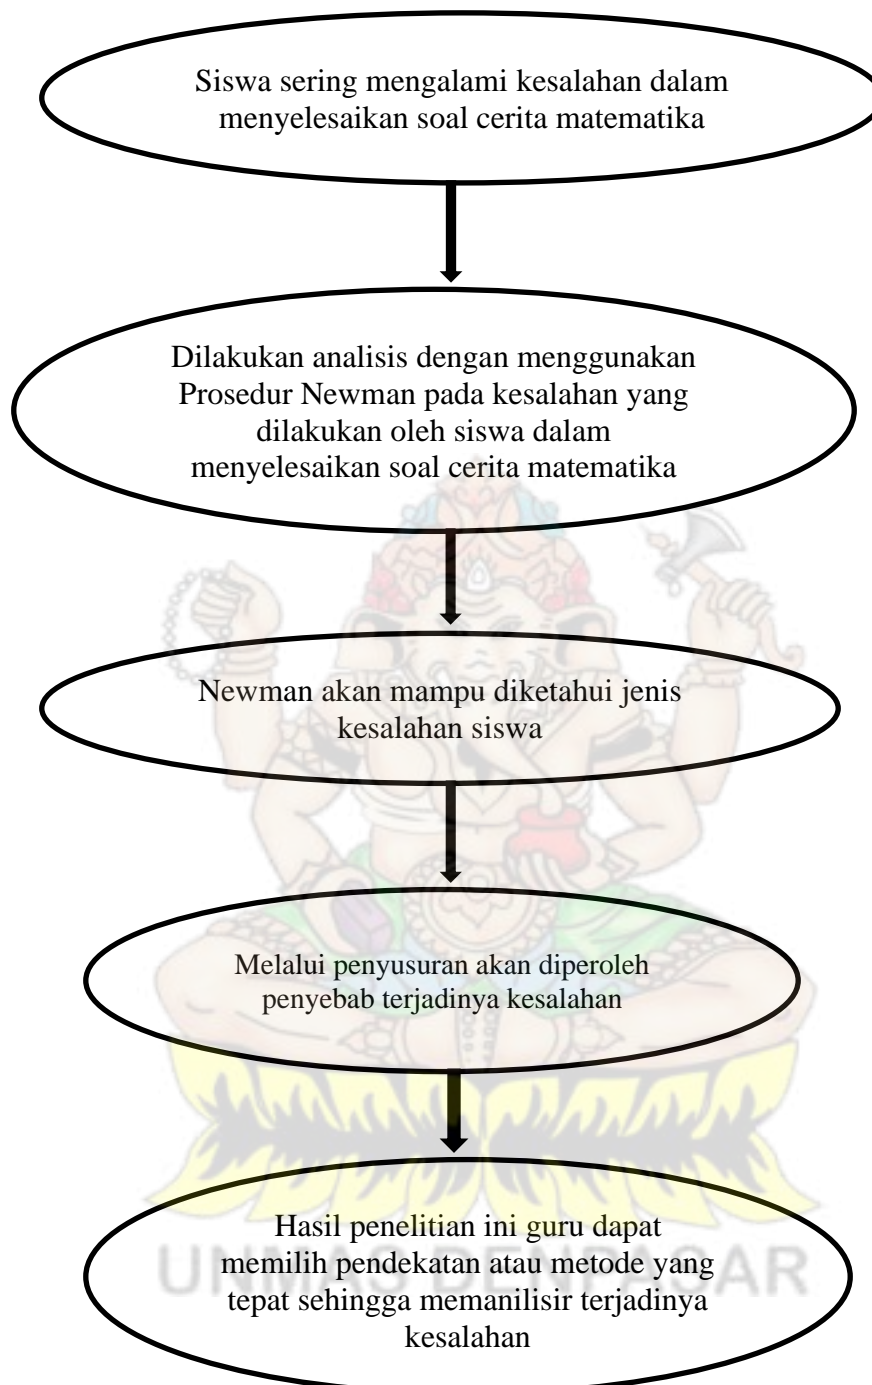 Siswa sering mengalami kesalahan dalam
menyelesaikan soal cerita matematika
Dilakukan analisis dengan menggunakan
Prosedur Newman pada kesalahan yang
dilakukan oleh siswa dalam
menyelesaikan soal cerita matematika
Newman akan mampu diketahui jenis
kesalahan siswa
Melalui penyusuran akan diperoleh
penyebab terjadinya kesalahan
Hasil penelitian ini guru dapat
memilih pendekatan atau metode yang
tepat sehingga memanilisir terjadinya
kesalahan
UNMAS DENPASAR